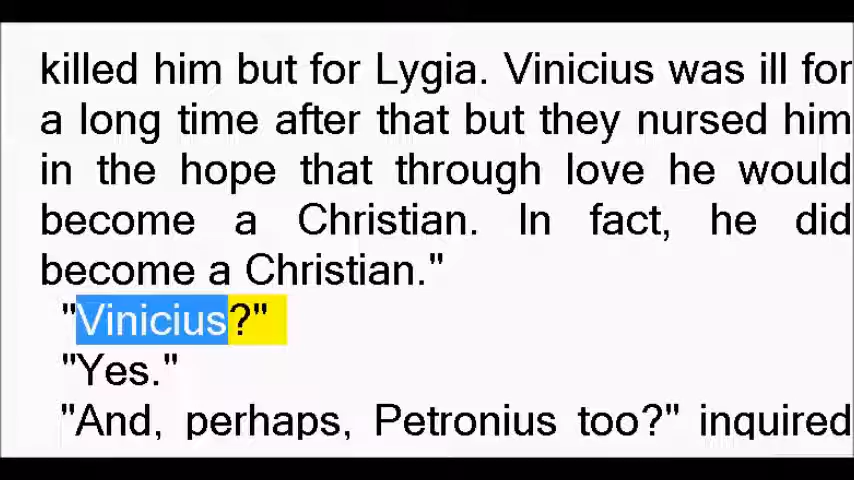 killed him but for Lygia. Vinicius was ill for
a long time after that but they nursed him
in the hope that through love he would
become a Christian. In fact, he did
become a Christian."
"Vinicius?"
"Yes."
"And, perhaps, Petronius too?" inquired